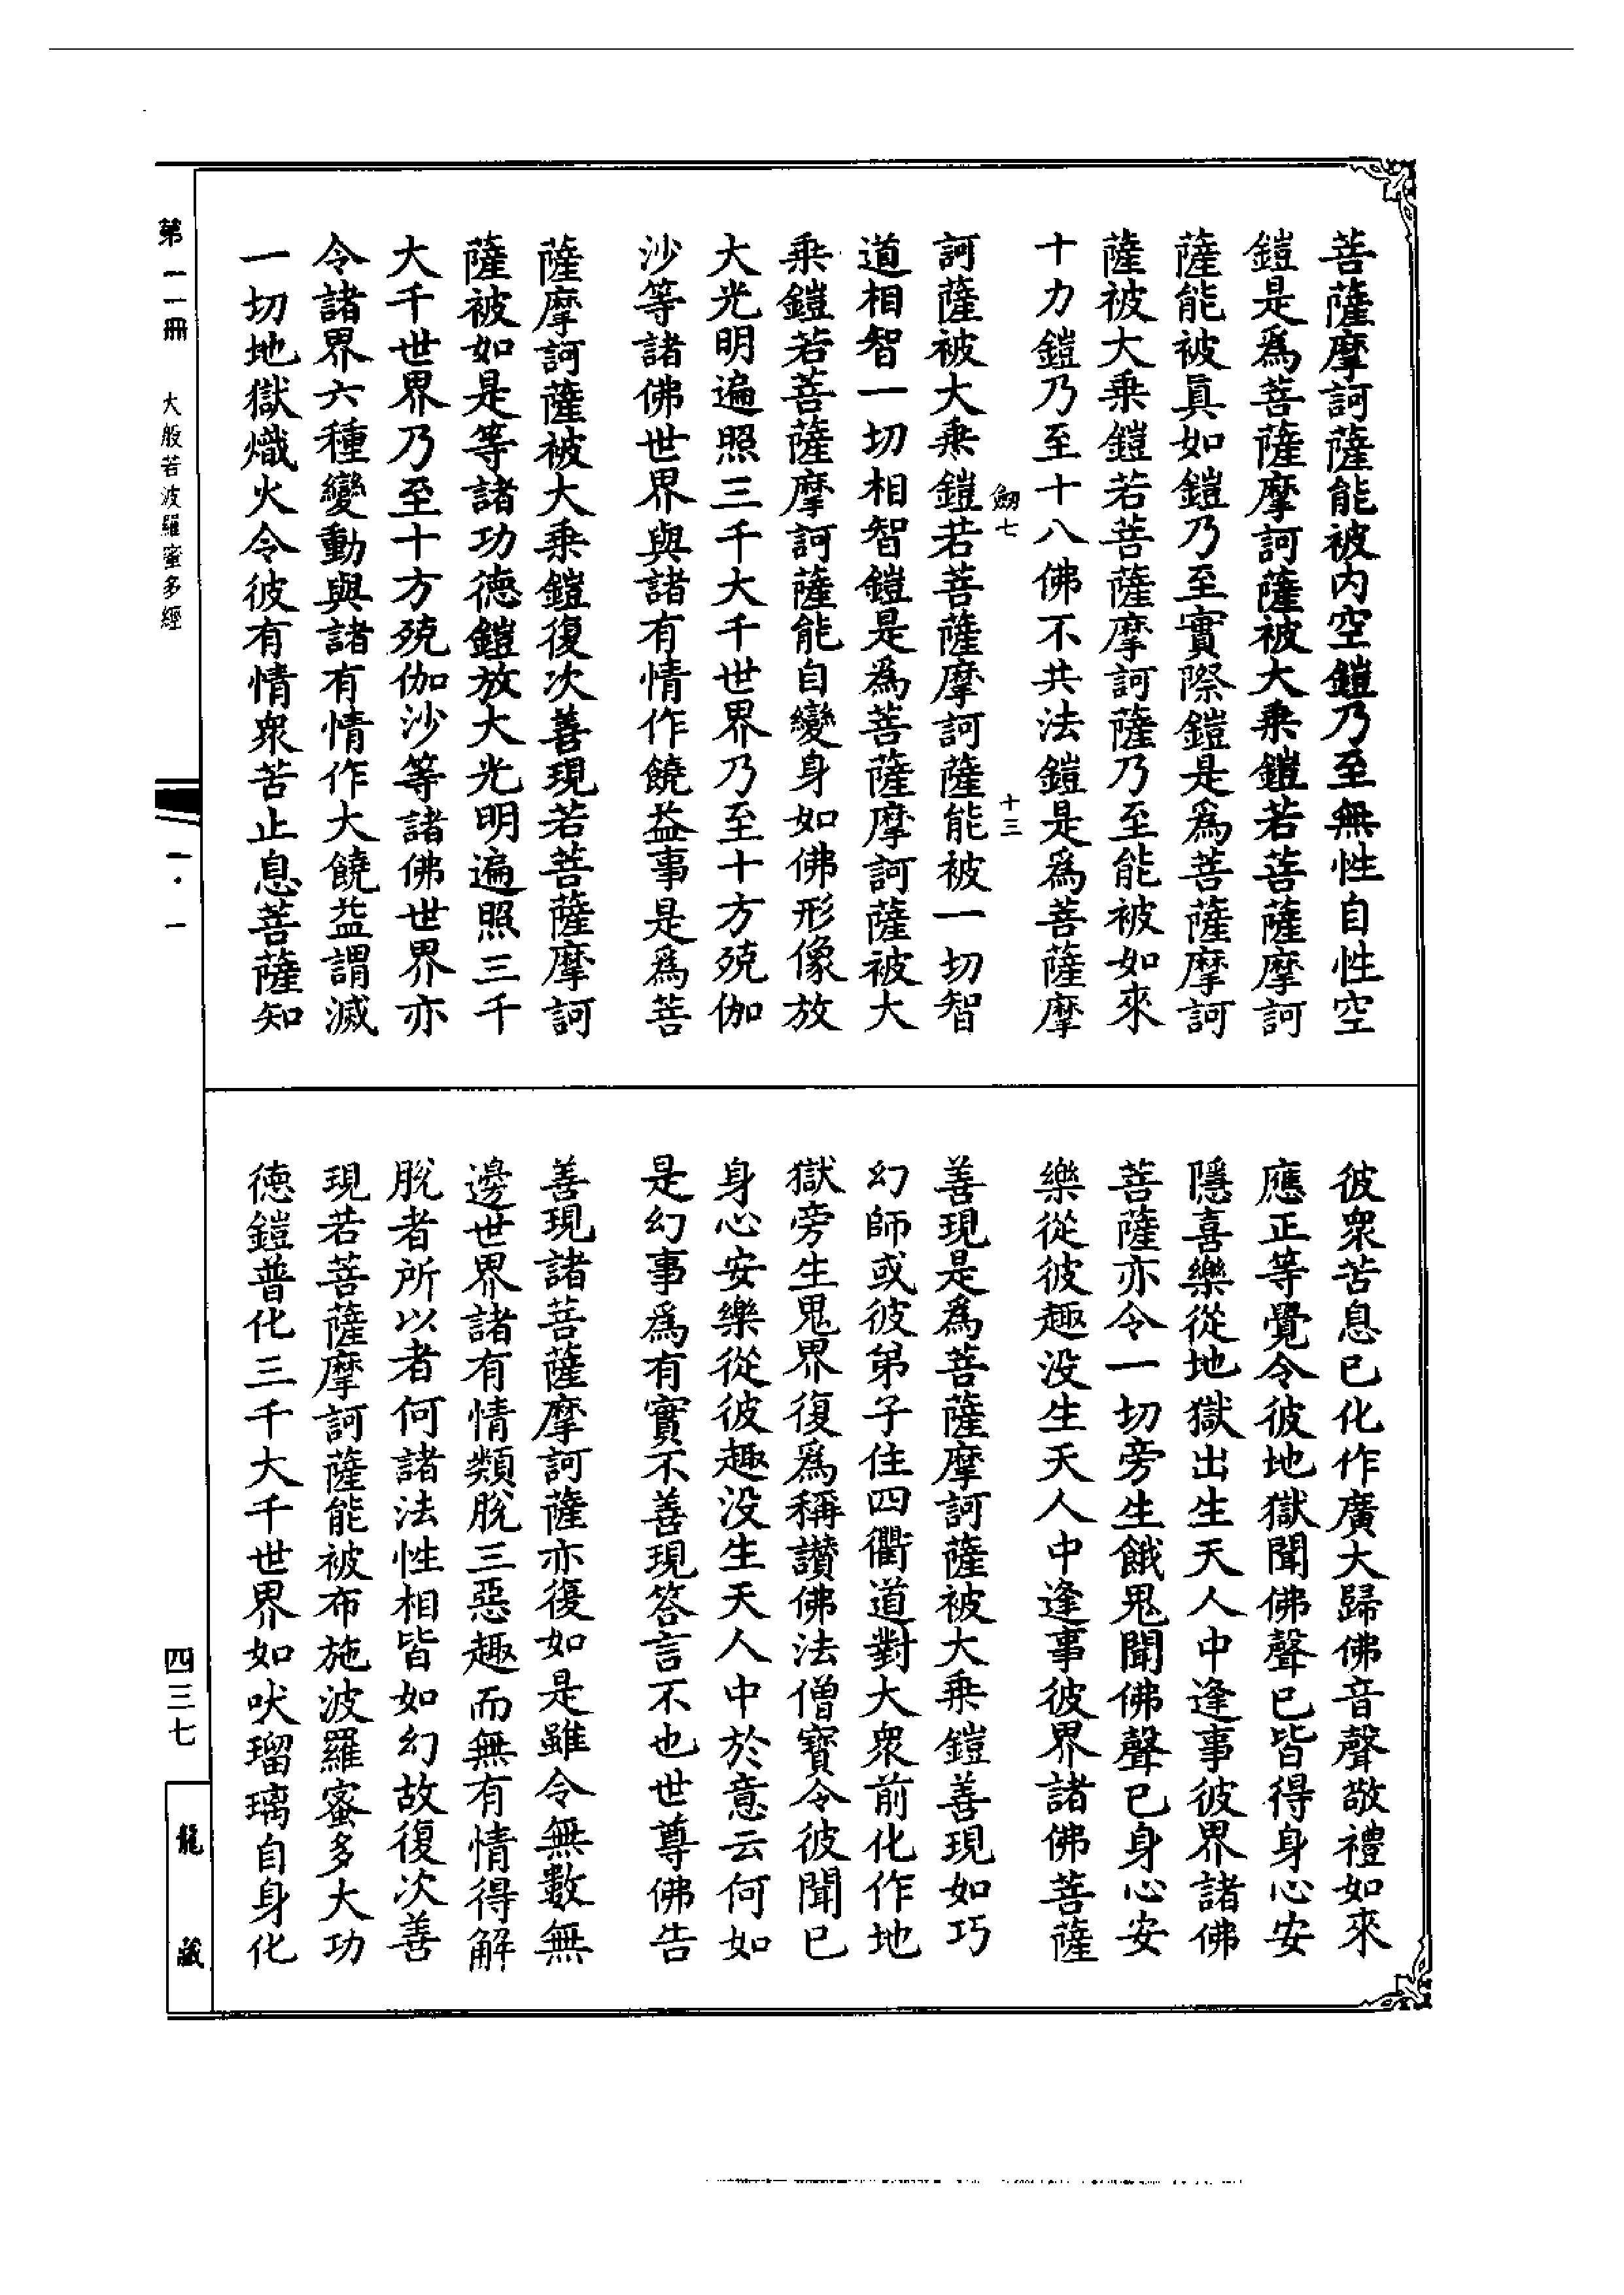 菩薩摩訶薩能被内空鎧乃至無性自性空
鎧是爲菩薩摩訶薩被大乗鎧若菩薩摩訶
薩能被眞如鎧乃至實際鎧是爲菩薩摩訶
薩被大乗鎧若菩薩摩訶薩乃至能被如來
十力鎧乃至十八佛不共法鎧是爲菩薩摩
劒七 十三
訶薩被大乗鎧若菩薩摩訶薩能被一切智
道相智一切相智鎧是爲菩薩摩訶薩被大
乗鎧若菩薩摩訶薩能自變身如佛形像放
大光明遍照三千大千世界乃至十方殑伽
沙等諸佛世界與諸有情作饒益事是爲菩
薩摩訶薩被大乗鎧復次善現若菩薩摩訶
薩被如是等諸功德鎧放大光明遍照三千
大千世界乃至十方殑伽沙等諸佛世界亦
令諸界六種變動與諸有情作大饒益謂滅
一切地獄熾火令彼有情衆苦止息菩薩知
彼衆苦息已化作廣大歸佛音聲敬禮如來
應正等覺令彼地獄聞佛聲已皆得身心安
隱喜樂從地獄出生天人中逢事彼界諸佛
菩薩亦令一切旁生餓鬼聞佛聲已身心安
樂從彼趣没生天人中逢事彼界諸佛菩薩
善現是爲菩薩摩訶薩被大乗鎧善現如巧
幻師或彼弟子住四衢道對大衆前化作地
獄旁生鬼界復爲稱讃佛法僧寳令彼聞已
身心安樂從彼趣没生天人中於意云何如
是幻事爲有實不善現答言不也世尊佛告
善現諸菩薩摩訶薩亦復如是雖令無數無
邊世界諸有情類脫三惡趣而無有情得解
脫者所以者何諸法性相皆如幻故復次善
現若菩薩摩訶薩能被布施波羅蜜多大功
德鎧普化三千大千世界如吠瑠璃自身化
第一一冊 大般若波羅蜜多經 一·一 四三七 龍藏